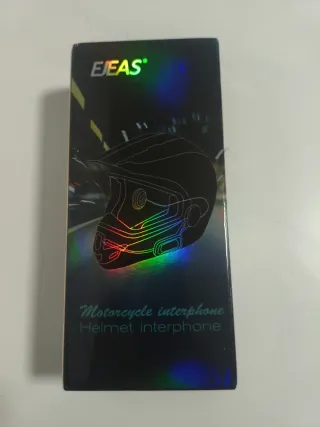 EJEAS®
Motorcycle interphone
Helmet interphone